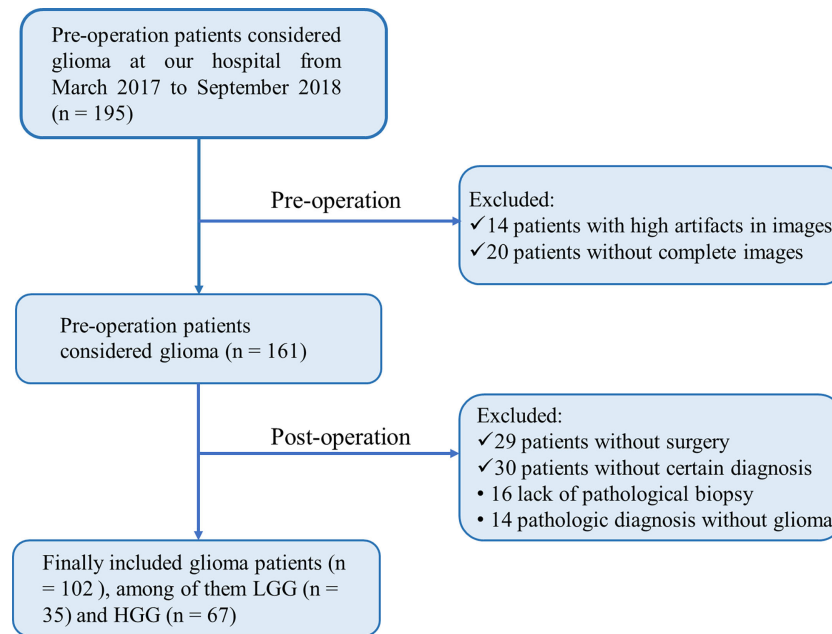 Pre-operation patients considered
glioma at our hospital from
March 2017 to September 2018
(n = 195)
Pre-operation
Excluded:
✓14 patients with high artifacts in images
✓20 patients without complete images
Pre-operation patients
considered glioma (n = 161)
Post-operation
Excluded:
✓29 patients without surgery
✓30 patients without certain diagnosis
• 16 lack of pathological biopsy
• 14 pathologic diagnosis without glioma
Finally included glioma patients (n
= 102 ), among of them LGG (n =
35) and HGG (n = 67)